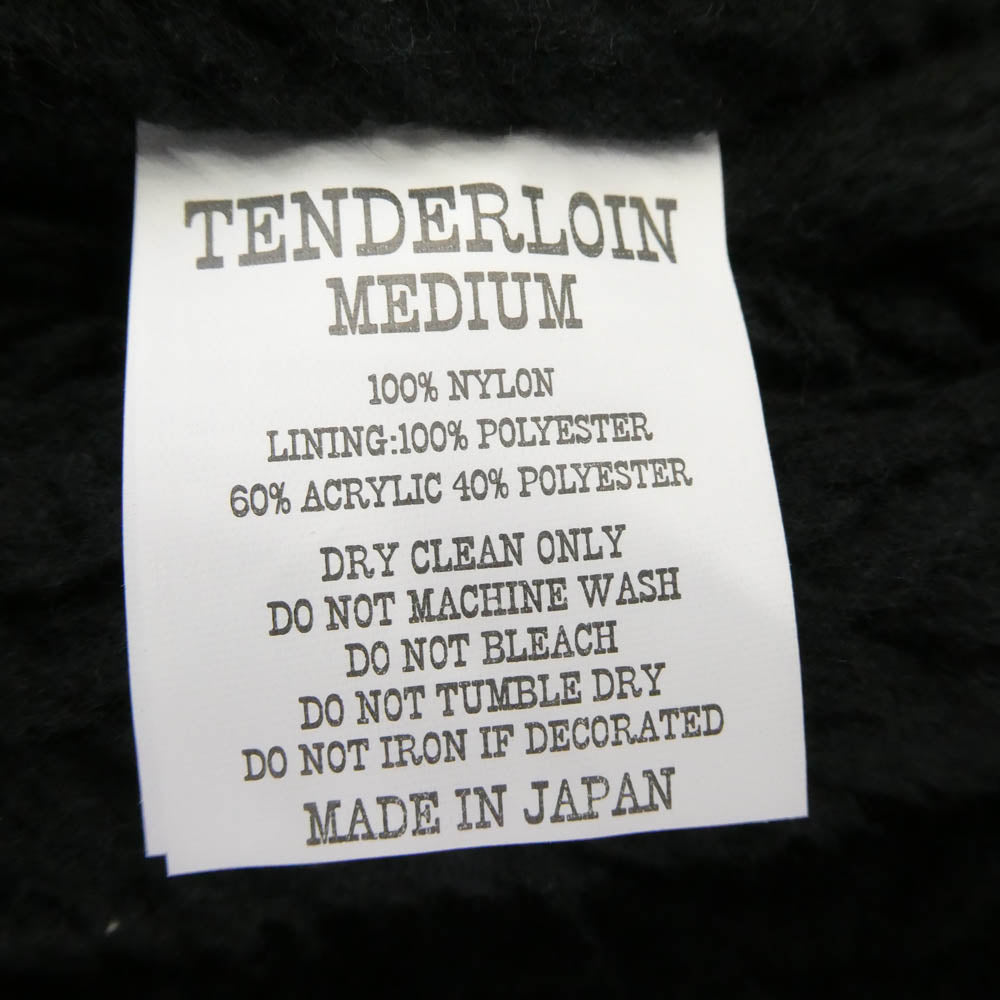 TENDERLOIN
MEDIUM
100% NYLON
LINING:100% POLYESTER
60% ACRYLIC 40% POLYESTER
DRY CLEAN ONLY
DO NOT MACHINE WASH
DO NOT BLEACH
DO NOT TUMBLE DRY
DO NOT IRON IF DECORATED
MADE IN JAPAN